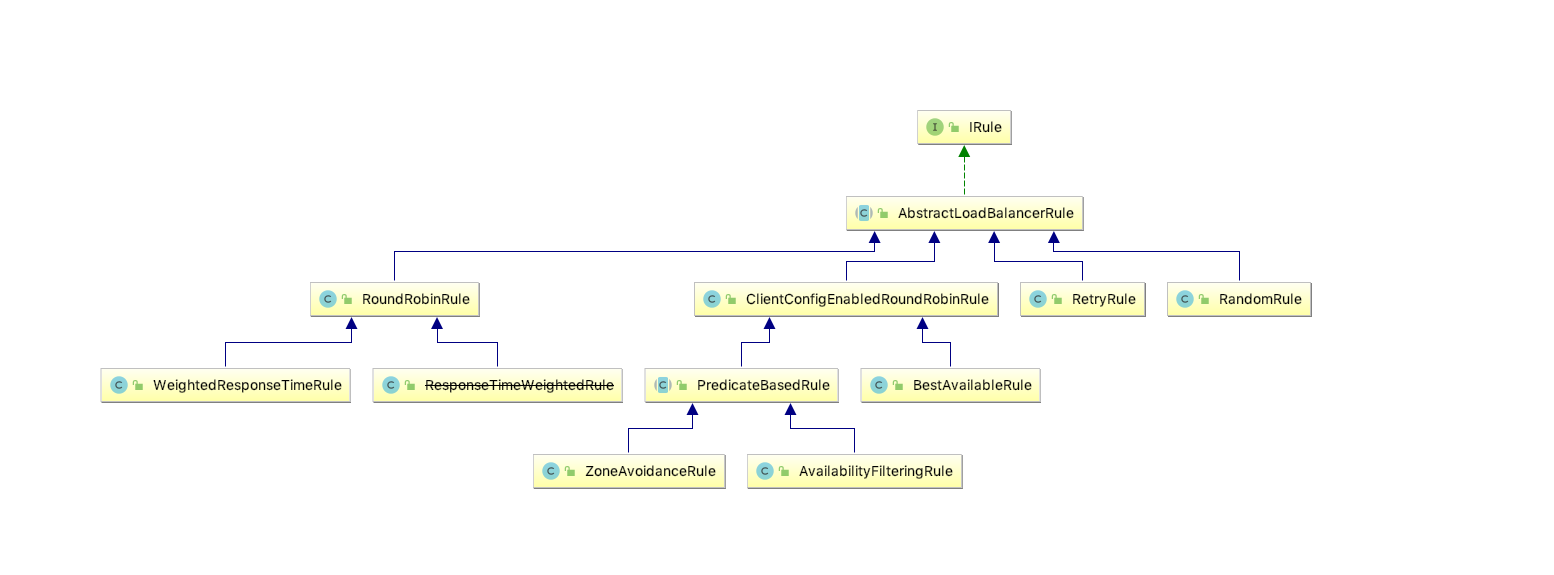 I IRule
C AbstractLoadBalancerRule
C RoundRobinRule
C ClientConfigEnabledRoundRobinRule
C RetryRule
C RandomRule
C WeightedResponseTimeRule
C ResponseTimeWeightedRule
C PredicateBasedRule
C BestAvailableRule
C ZoneAvoidanceRule
C AvailabilityFilteringRule